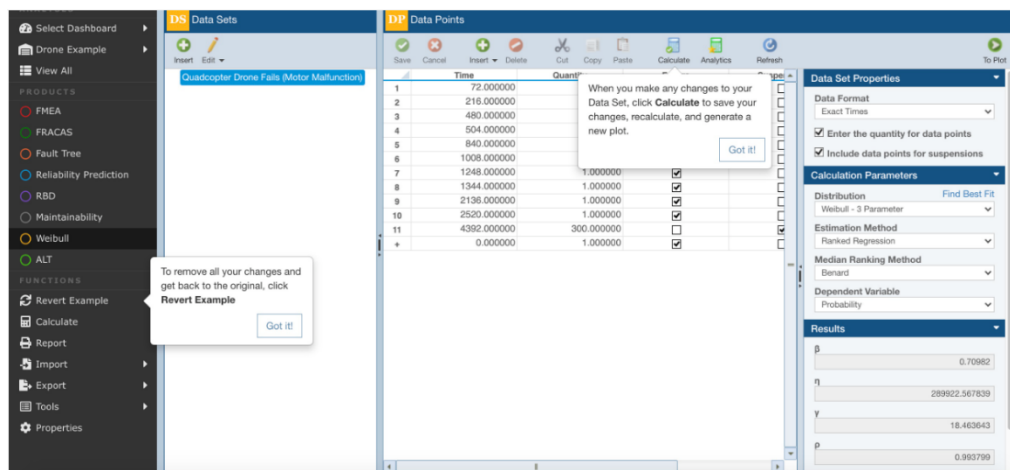 Select Dashboard
Drone Example
View All
PRODUCTS
FMEA
FRACAS
Fault Tree
Reliability Prediction
RBD
Maintainability
Weibull
ALT
FUNCTIONS
Revert Example
Calculate
Report
Import
Export
Tools
Properties
To remove all your changes and
get back to the original, click
Revert Example
Got it!
DS Data Sets
Insert Edit
Quadcopter Drone Fails (Motor Malfunction)
DP Data Points
Save Cancel Insert Delete Cut Copy Paste Calculate Analytics Refresh To Plot
Time
1 72.000000
2 216.000000
3 480.000000
4 504.000000
5 840.000000
6 1008.000000
7 1248.000000 1.000000
8 1344.000000 1.000000
9 2136.000000 1.000000
10 2520.000000 1.000000
11 4392.000000 300.000000
+ 0.000000 1.000000
When you make any changes to your
Data Set, click Calculate to save your
changes, recalculate, and generate a
new plot.
Got it!
Data Set Properties
Data Format
Exact Times
Enter the quantity for data points
Include data points for suspensions
Calculation Parameters
Distribution Find Best Fit
Weibull - 3 Parameter
Estimation Method
Ranked Regression
Median Ranking Method
Benard
Dependent Variable
Probability
Results
β
0.70982
η
289922.567839
γ
18.463643
ρ
0.993799